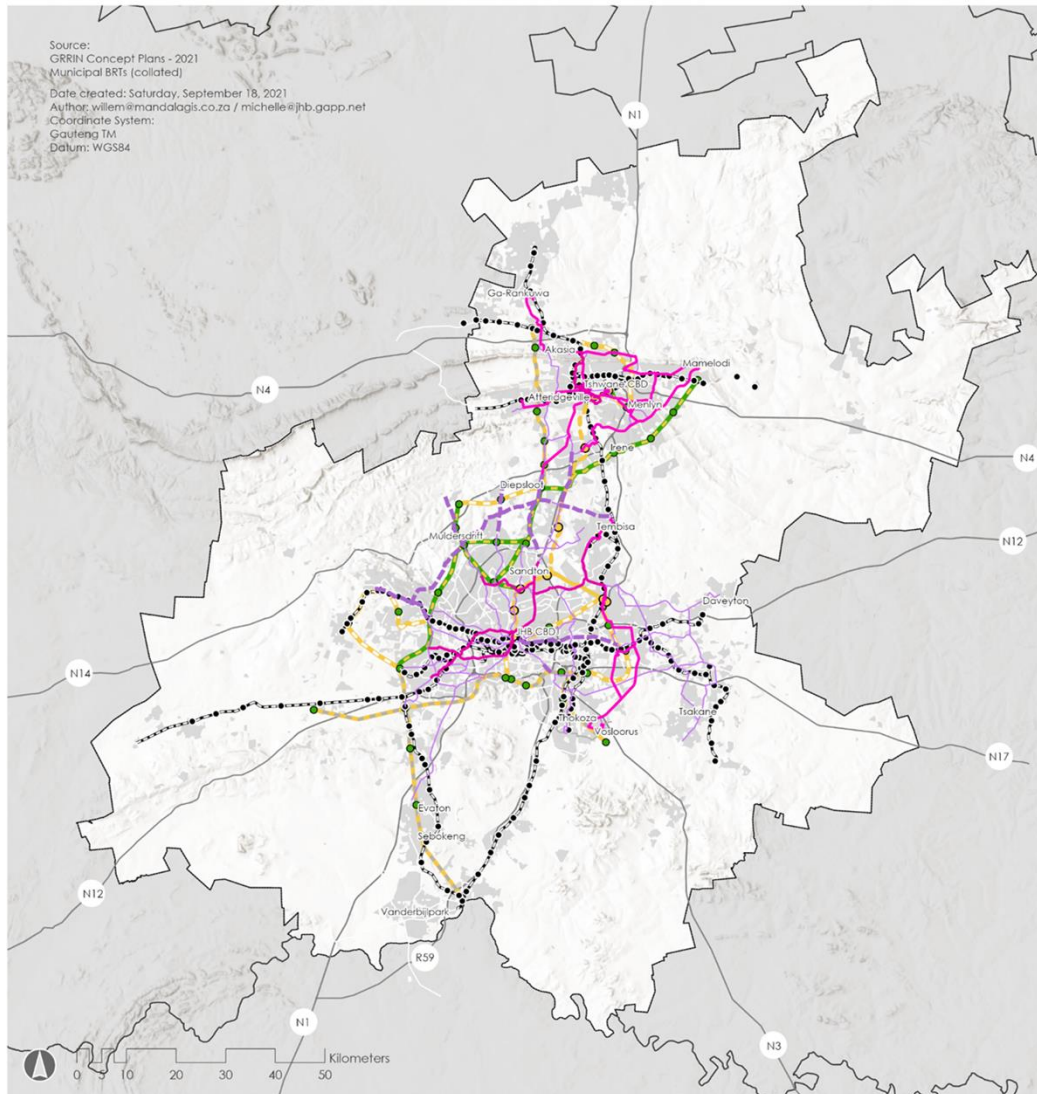 Source:
GRRIN Concept Plans - 2021
Municipal BRTs (collated)
Date created: Saturday, September 18, 2021
Author: willem@mandalagis.co.za / michelle@jhb.gapp.net
Coordinate System:
Gauteng TM
Datum: WGS84
N1
Ga-Rankuwa
Akasia
Mamelodi
N4
Tshwane CBD
Atteridgeville
Menlyn
Irene
N4
Diepsloot
Tembisa
N12
Muldersdrift
Sandton
Daveyton
JHB CBD
N14
Tsakane
Thokoza
Vosloorus
N17
Evaton
Sebokeng
N12
Vanderbijlpark
R59
N1
N3
Kilometers
0 5 10 20 30 40 50